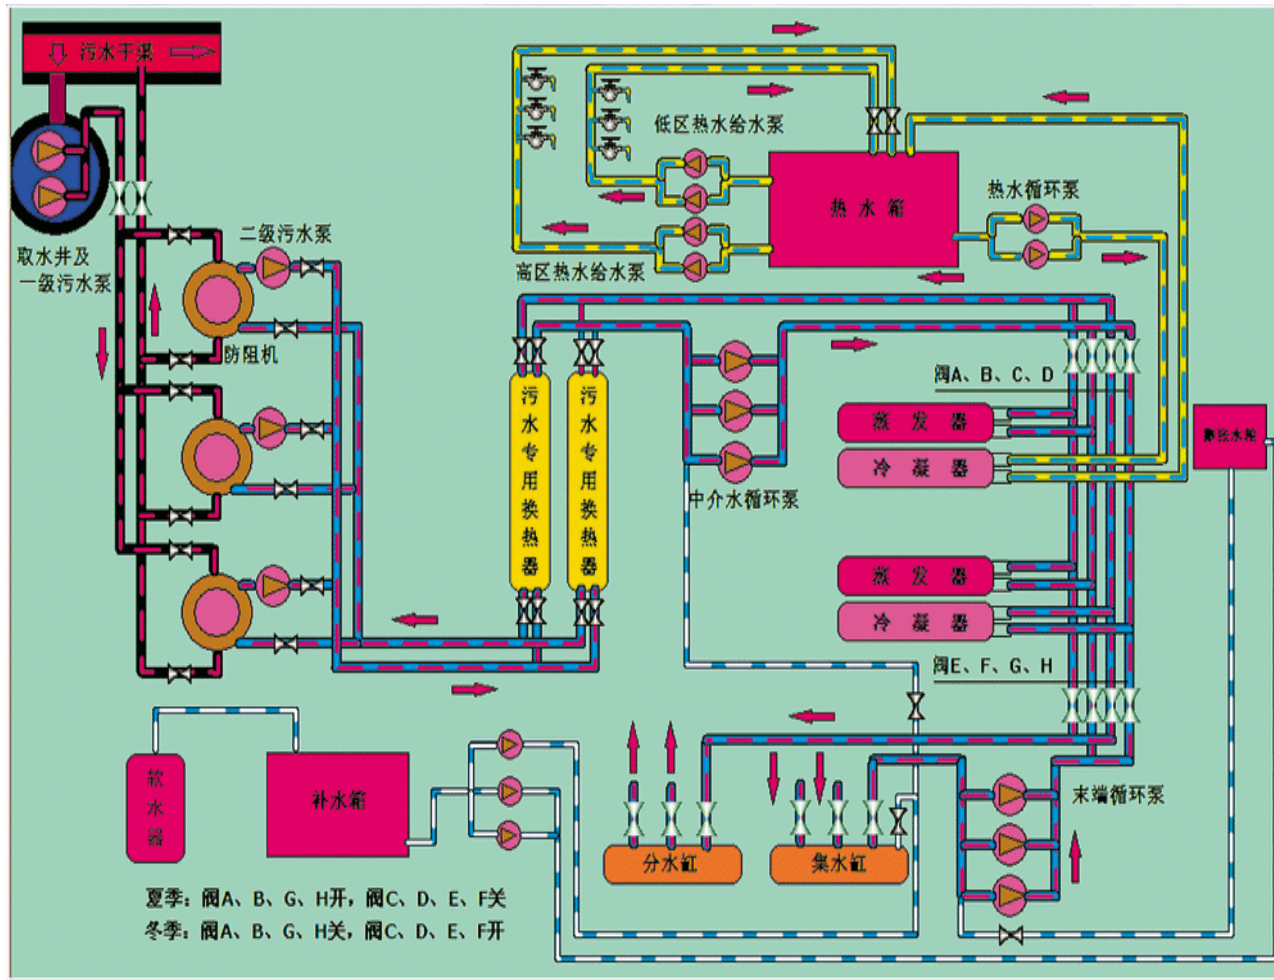 污水干渠
取水井及
一级污水泵
二级污水泵
防阻机
低区热水给水泵
高区热水给水泵
热水箱
热水循环泵
污水专用换热器
污水专用换热器
中介水循环泵
阀A、B、C、D
蒸发器
冷凝器
膨胀水箱
蒸发器
冷凝器
阀E、F、G、H
软水器
补水箱
分水缸
集水缸
末端循环泵
夏季：阀A、B、G、H开，阀C、D、E、F关
冬季：阀A、B、G、H关，阀C、D、E、F开